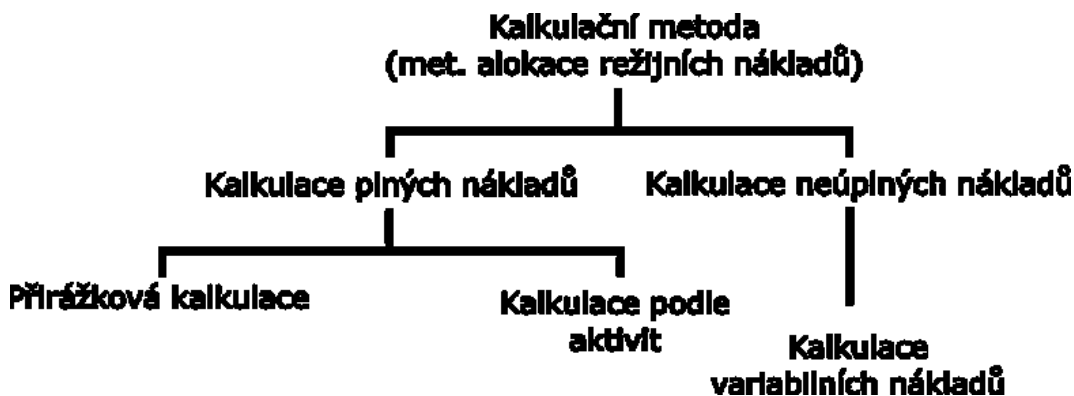 Kalkulační metoda
(met. alokace režijních nákladů)
Kalkulace plných nákladů
Kalkulace neúplných nákladů
Přirážková kalkulace
Kalkulace podle
aktivit
Kalkulace
variabilních nákladů